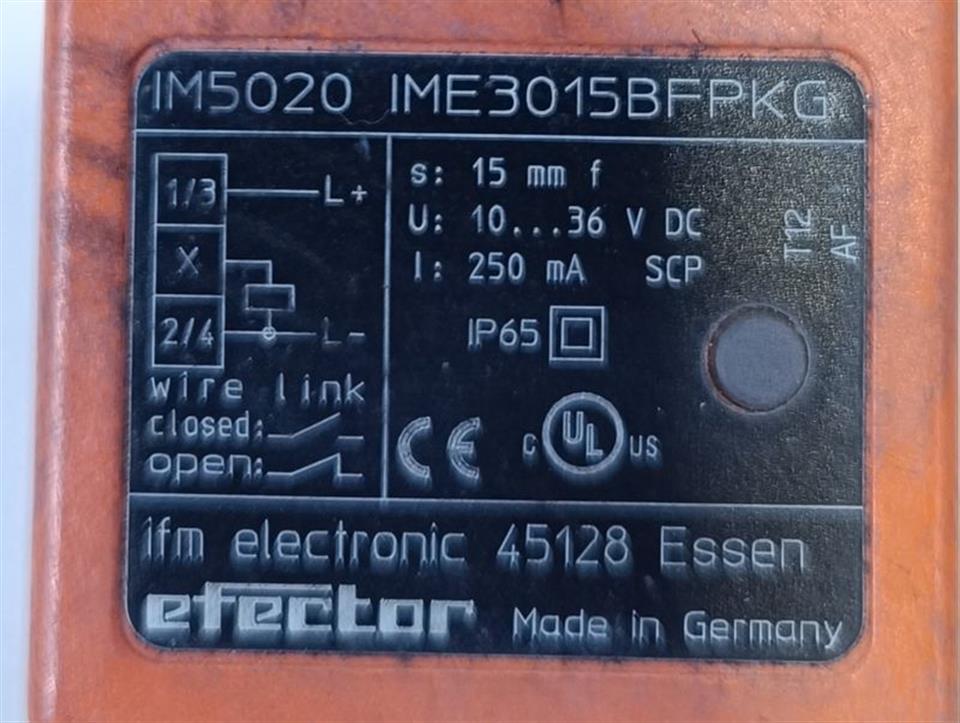 IM5020 IME3015BFPKG
1/3 L+
X
2/4 L-
wire link
closed:
open:
s: 15 mm f
U: 10...36 V DC
I: 250 mA SCP
IP65
T12
AF
CE
C UL US
ifm electronic 45128 Essen
efector Made in Germany